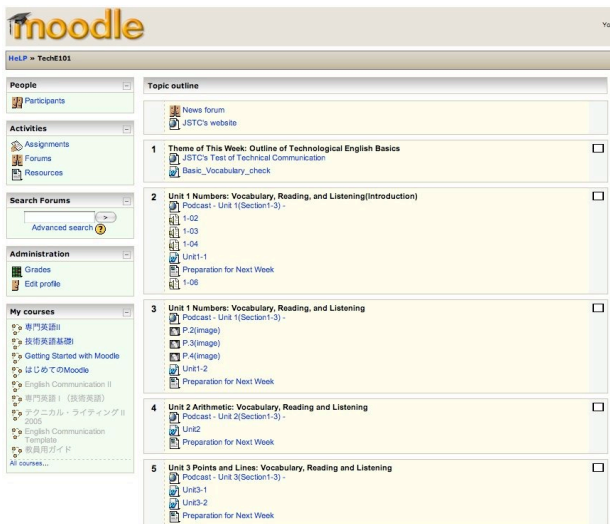 moodle
Yo
HeLP » TechE101
People
Participants
Activities
Assignments
Forums
Resources
Search Forums
>
Advanced search ?
Administration
Grades
Edit profile
My courses
専門英語II
技術英語基礎I
Getting Started with Moodle
はじめてのMoodle
English Communication II
専門英語 I （技術英語）
テクニカル・ライティング II
2005
English Communication
Template
教員用ガイド
All courses...
Topic outline
News forum
JSTC's website
1 Theme of This Week: Outline of Technological English Basics
JSTC's Test of Technical Communication
Basic_Vocabulary_check
2 Unit 1 Numbers: Vocabulary, Reading, and Listening(Introduction)
Podcast - Unit 1(Section1-3) -
1-02
1-03
1-04
Unit1-1
Preparation for Next Week
1-06
3 Unit 1 Numbers: Vocabulary, Reading, and Listening
Podcast - Unit 1(Section1-3) -
P.2(image)
P.3(image)
P.4(image)
Unit1-2
Preparation for Next Week
4 Unit 2 Arithmetic: Vocabulary, Reading and Listening
Podcast - Unit 2(Section1-3) -
Unit2
Preparation for Next Week
5 Unit 3 Points and Lines: Vocabulary, Reading and Listening
Podcast - Unit 3(Section1-3) -
Unit3-1
Unit3-2
Preparation for Next Week